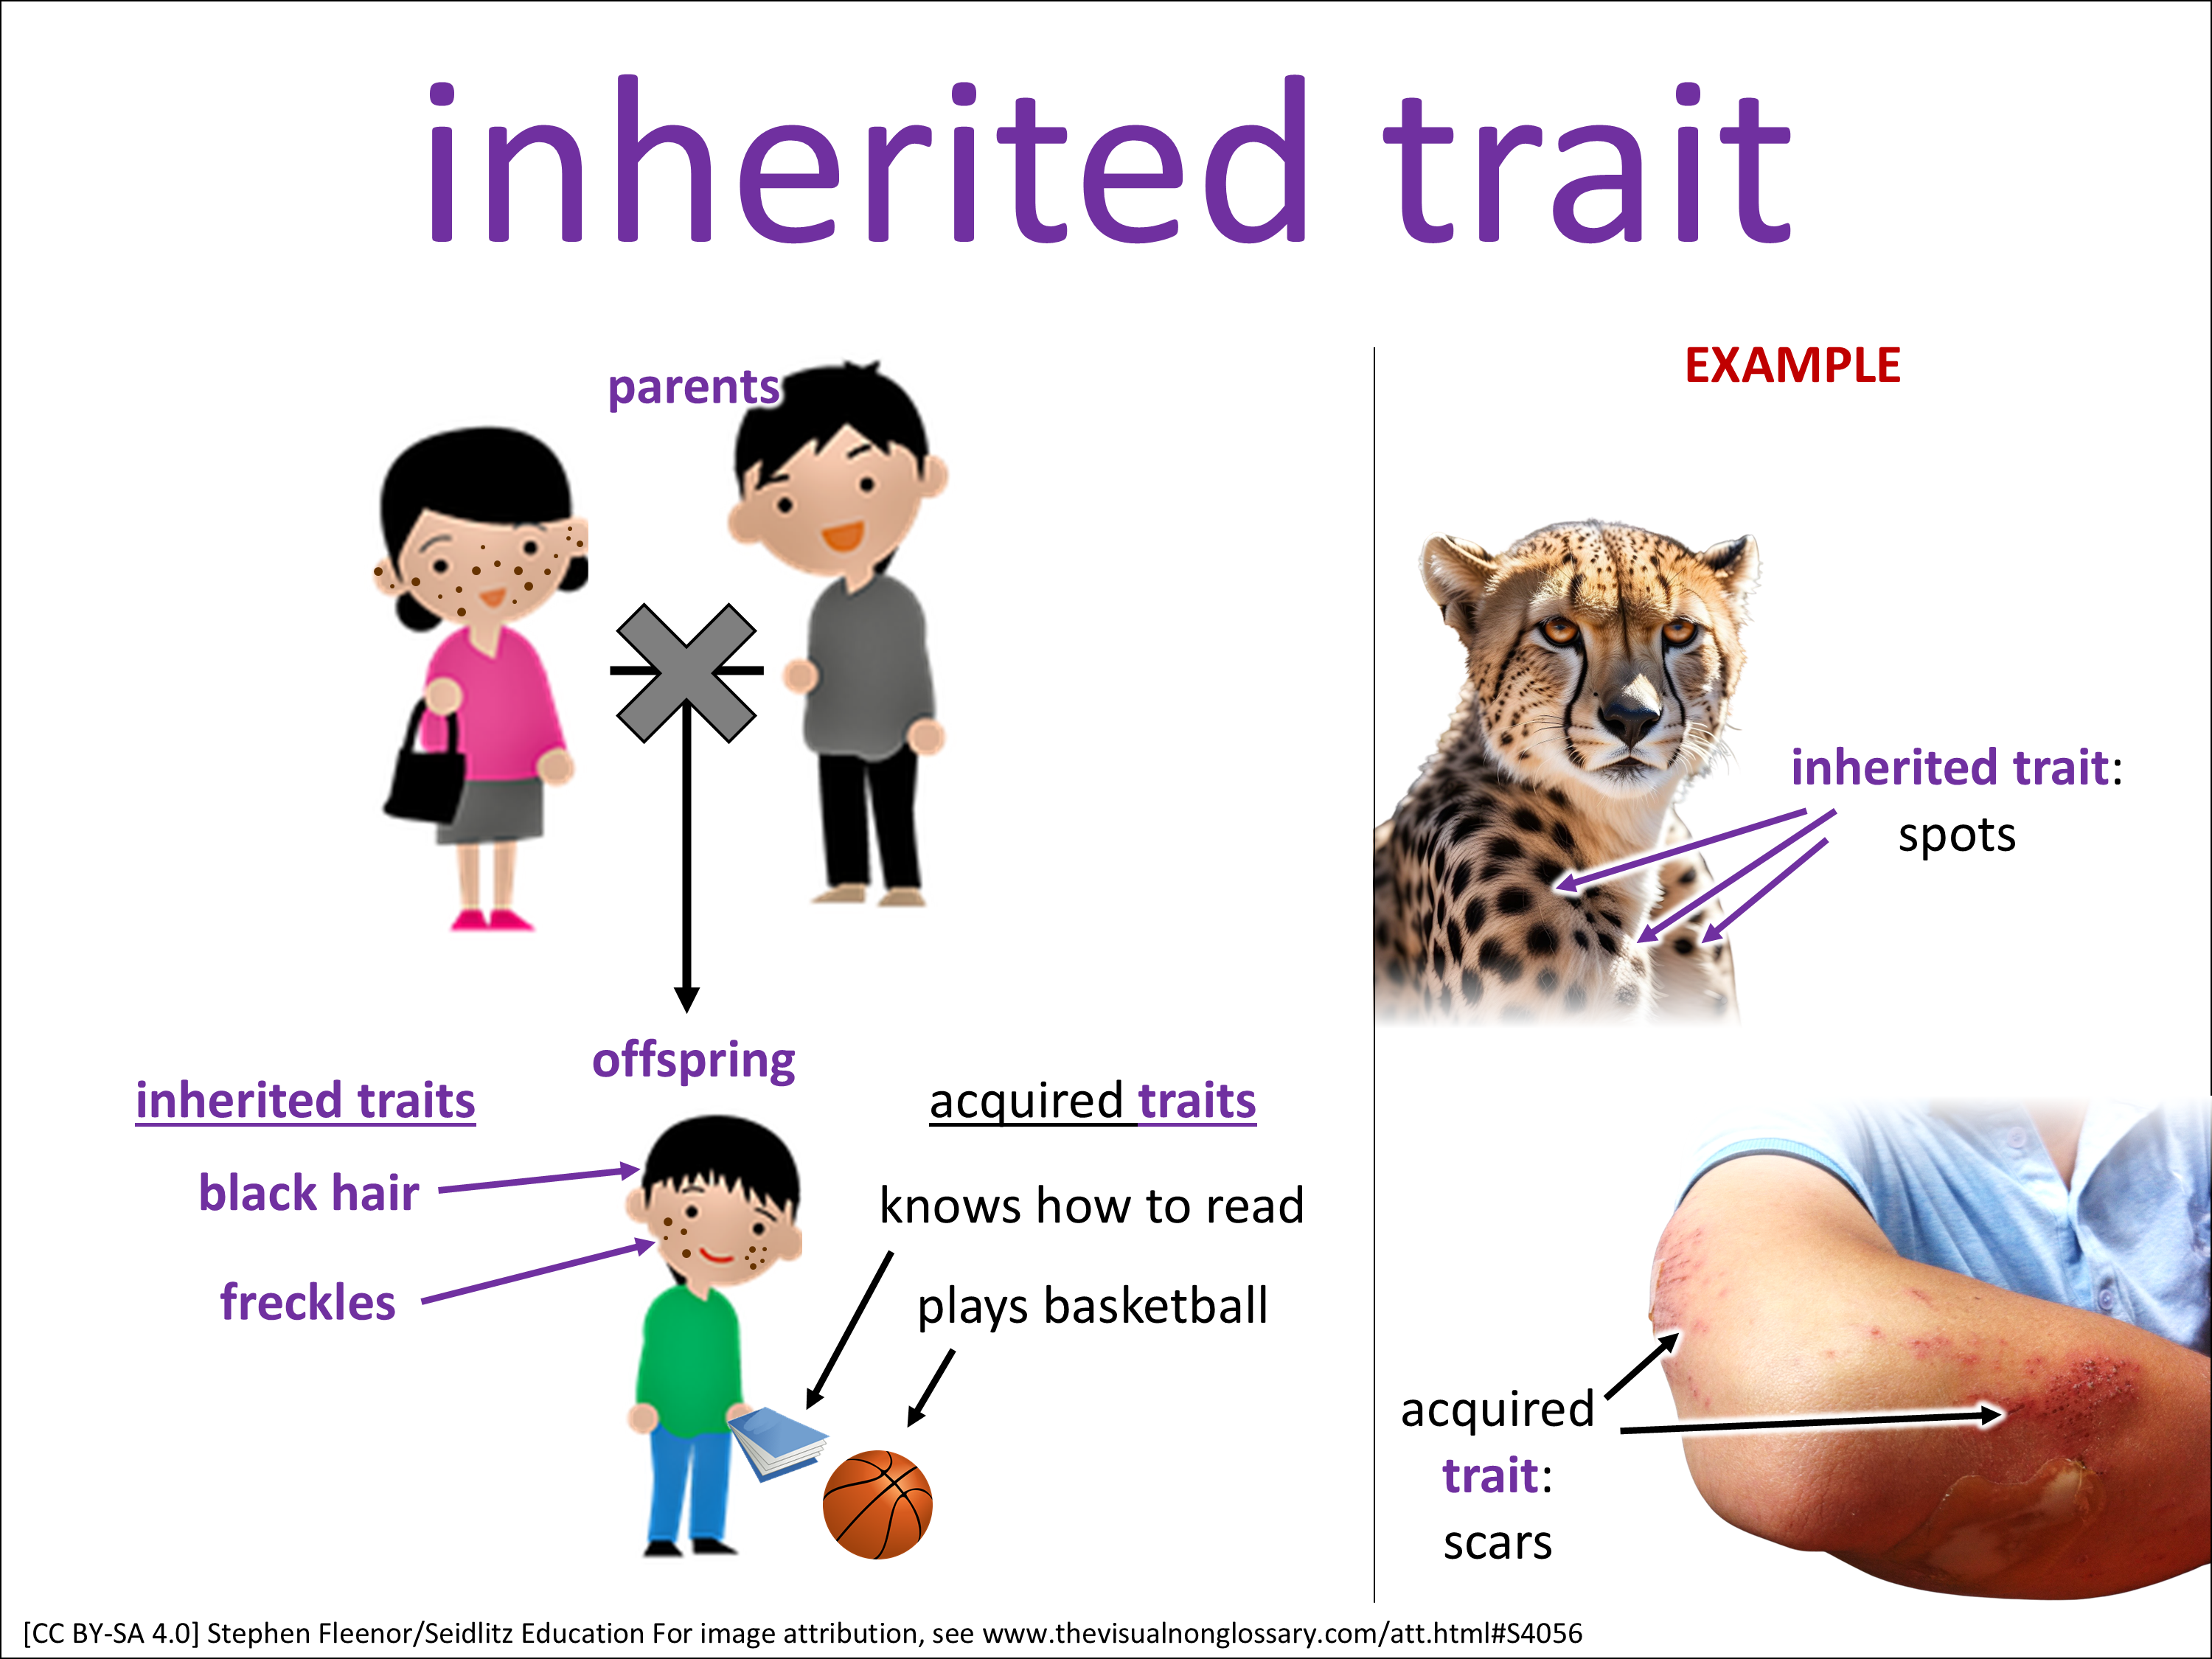 inherited trait
parents
offspring
inherited traits
black hair
freckles
acquired traits
knows how to read
plays basketball
EXAMPLE
inherited trait:
spots
acquired
trait:
scars
[CC BY-SA 4.0] Stephen Fleenor/Seidlitz Education For image attribution, see www.thevisualnonglossary.com/att.html#S4056